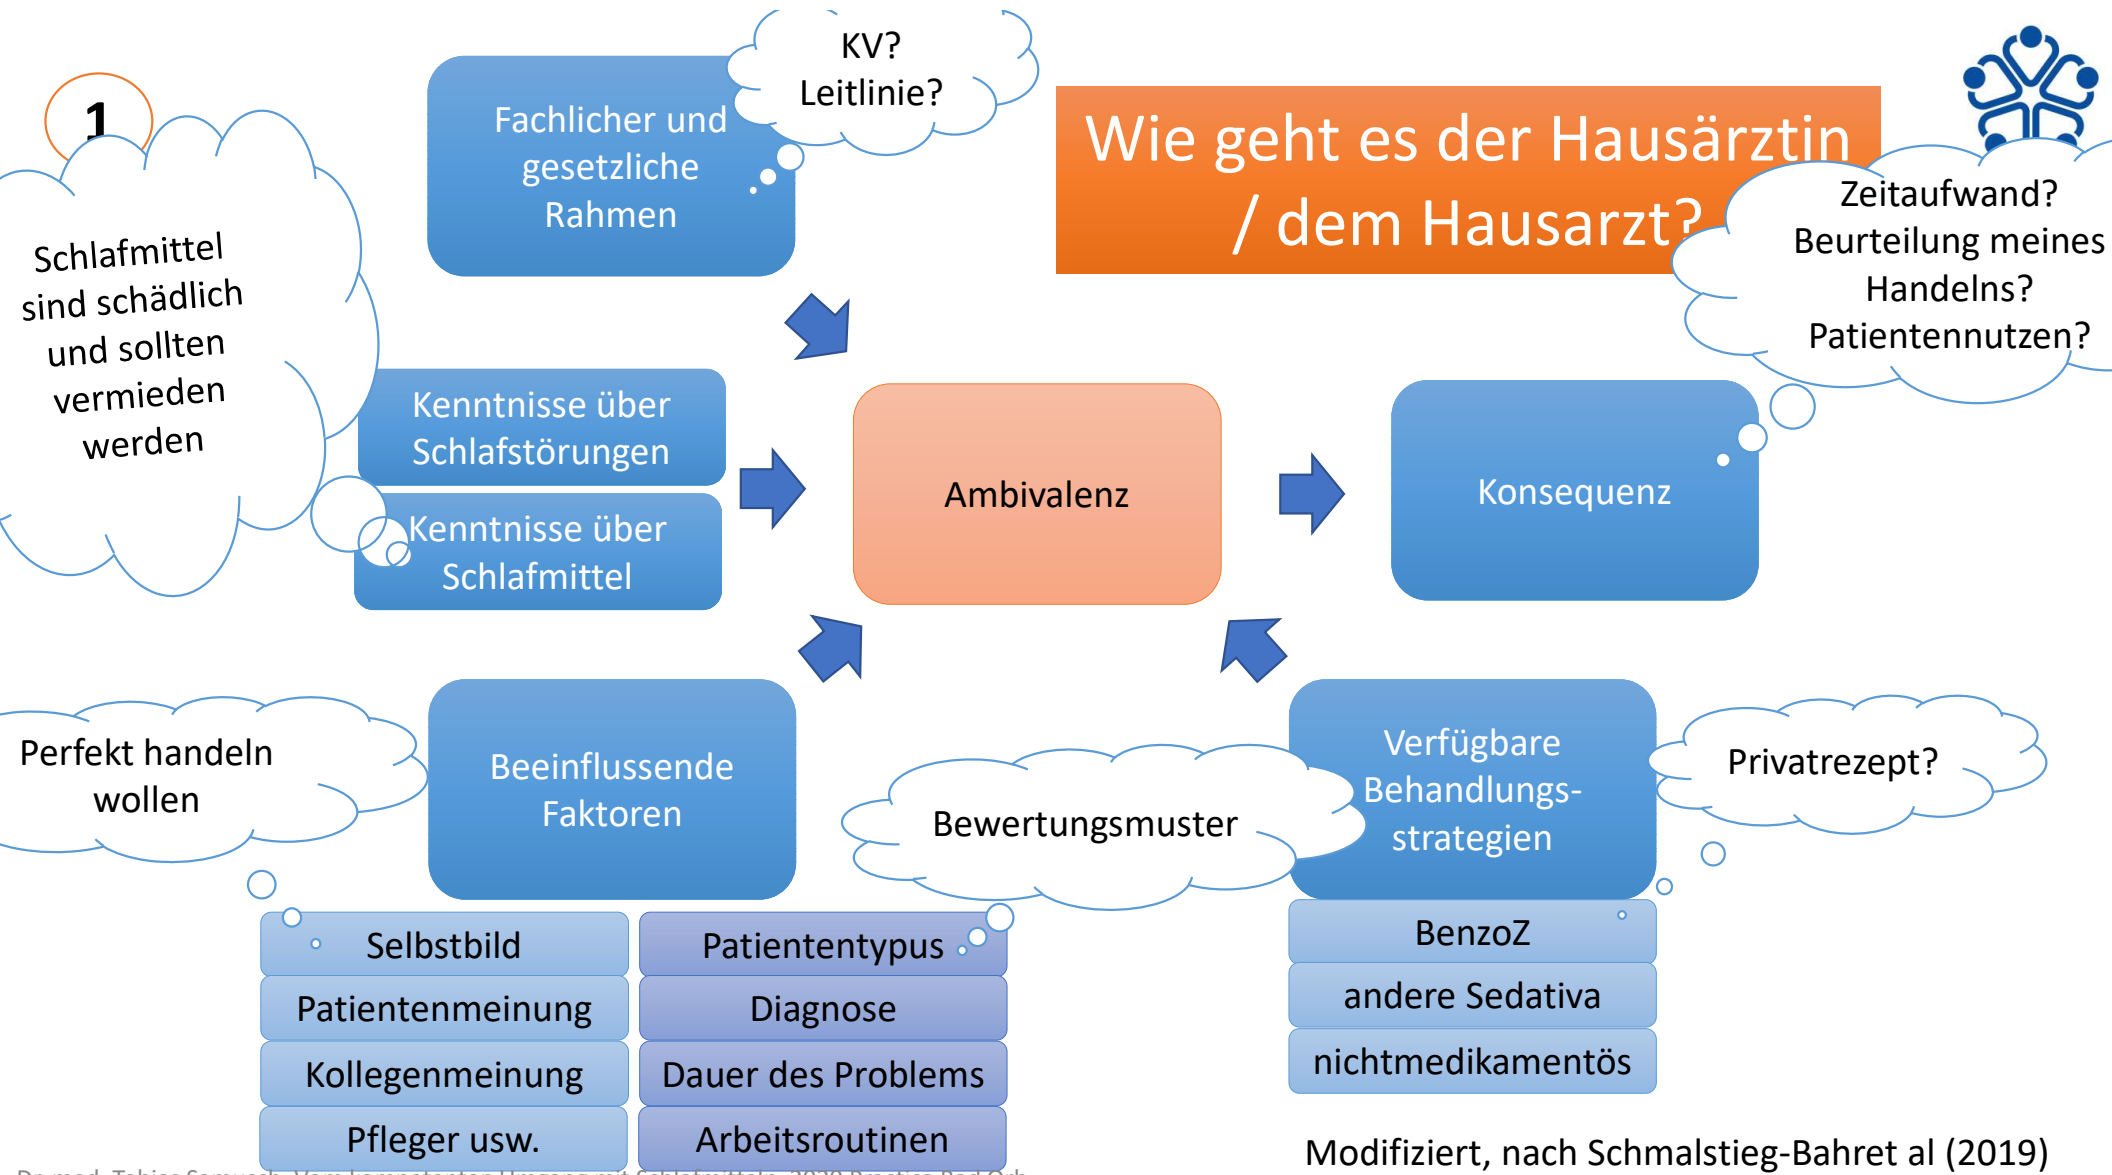 1
KV?
Leitlinie?
Fachlicher und
gesetzliche
Rahmen
Wie geht es der Hausärztin
/ dem Hausarzt?
Zeitaufwand?
Beurteilung meines
Handelns?
Patientennutzen?
Schlafmittel
sind schädlich
und sollten
vermieden
werden
Kenntnisse über
Schlafstörungen
Kenntnisse über
Schlafmittel
Ambivalenz
Konsequenz
Perfekt handeln
wollen
Beeinflussende
Faktoren
Bewertungsmuster
Verfügbare
Behandlungs-
strategien
Privatrezept?
Selbstbild
Patientenmeinung
Kollegenmeinung
Pfleger usw.
Patiententypus
Diagnose
Dauer des Problems
Arbeitsroutinen
BenzoZ
andere Sedativa
nichtmedikamentös
Modifiziert, nach Schmalstieg-Bahret al (2019)